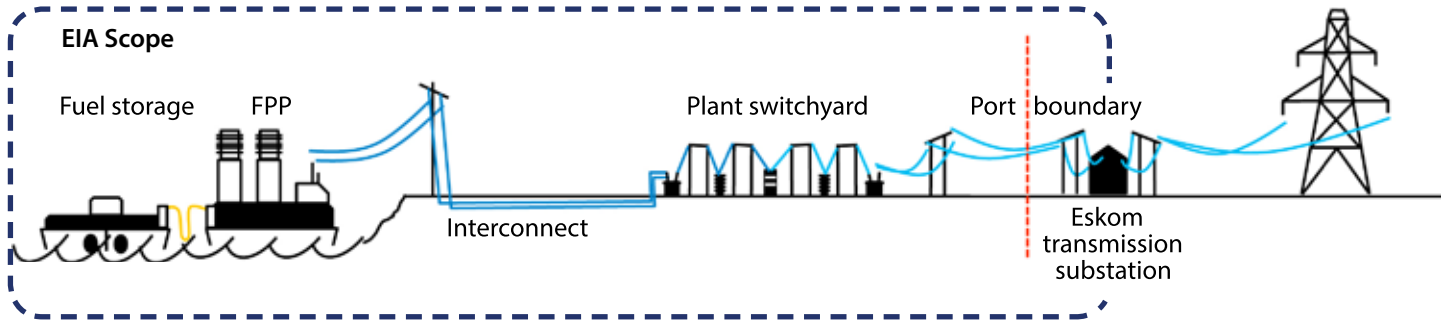 EIA Scope
Fuel storage
FPP
Plant switchyard
Port boundary
Interconnect
Eskom
transmission
substation